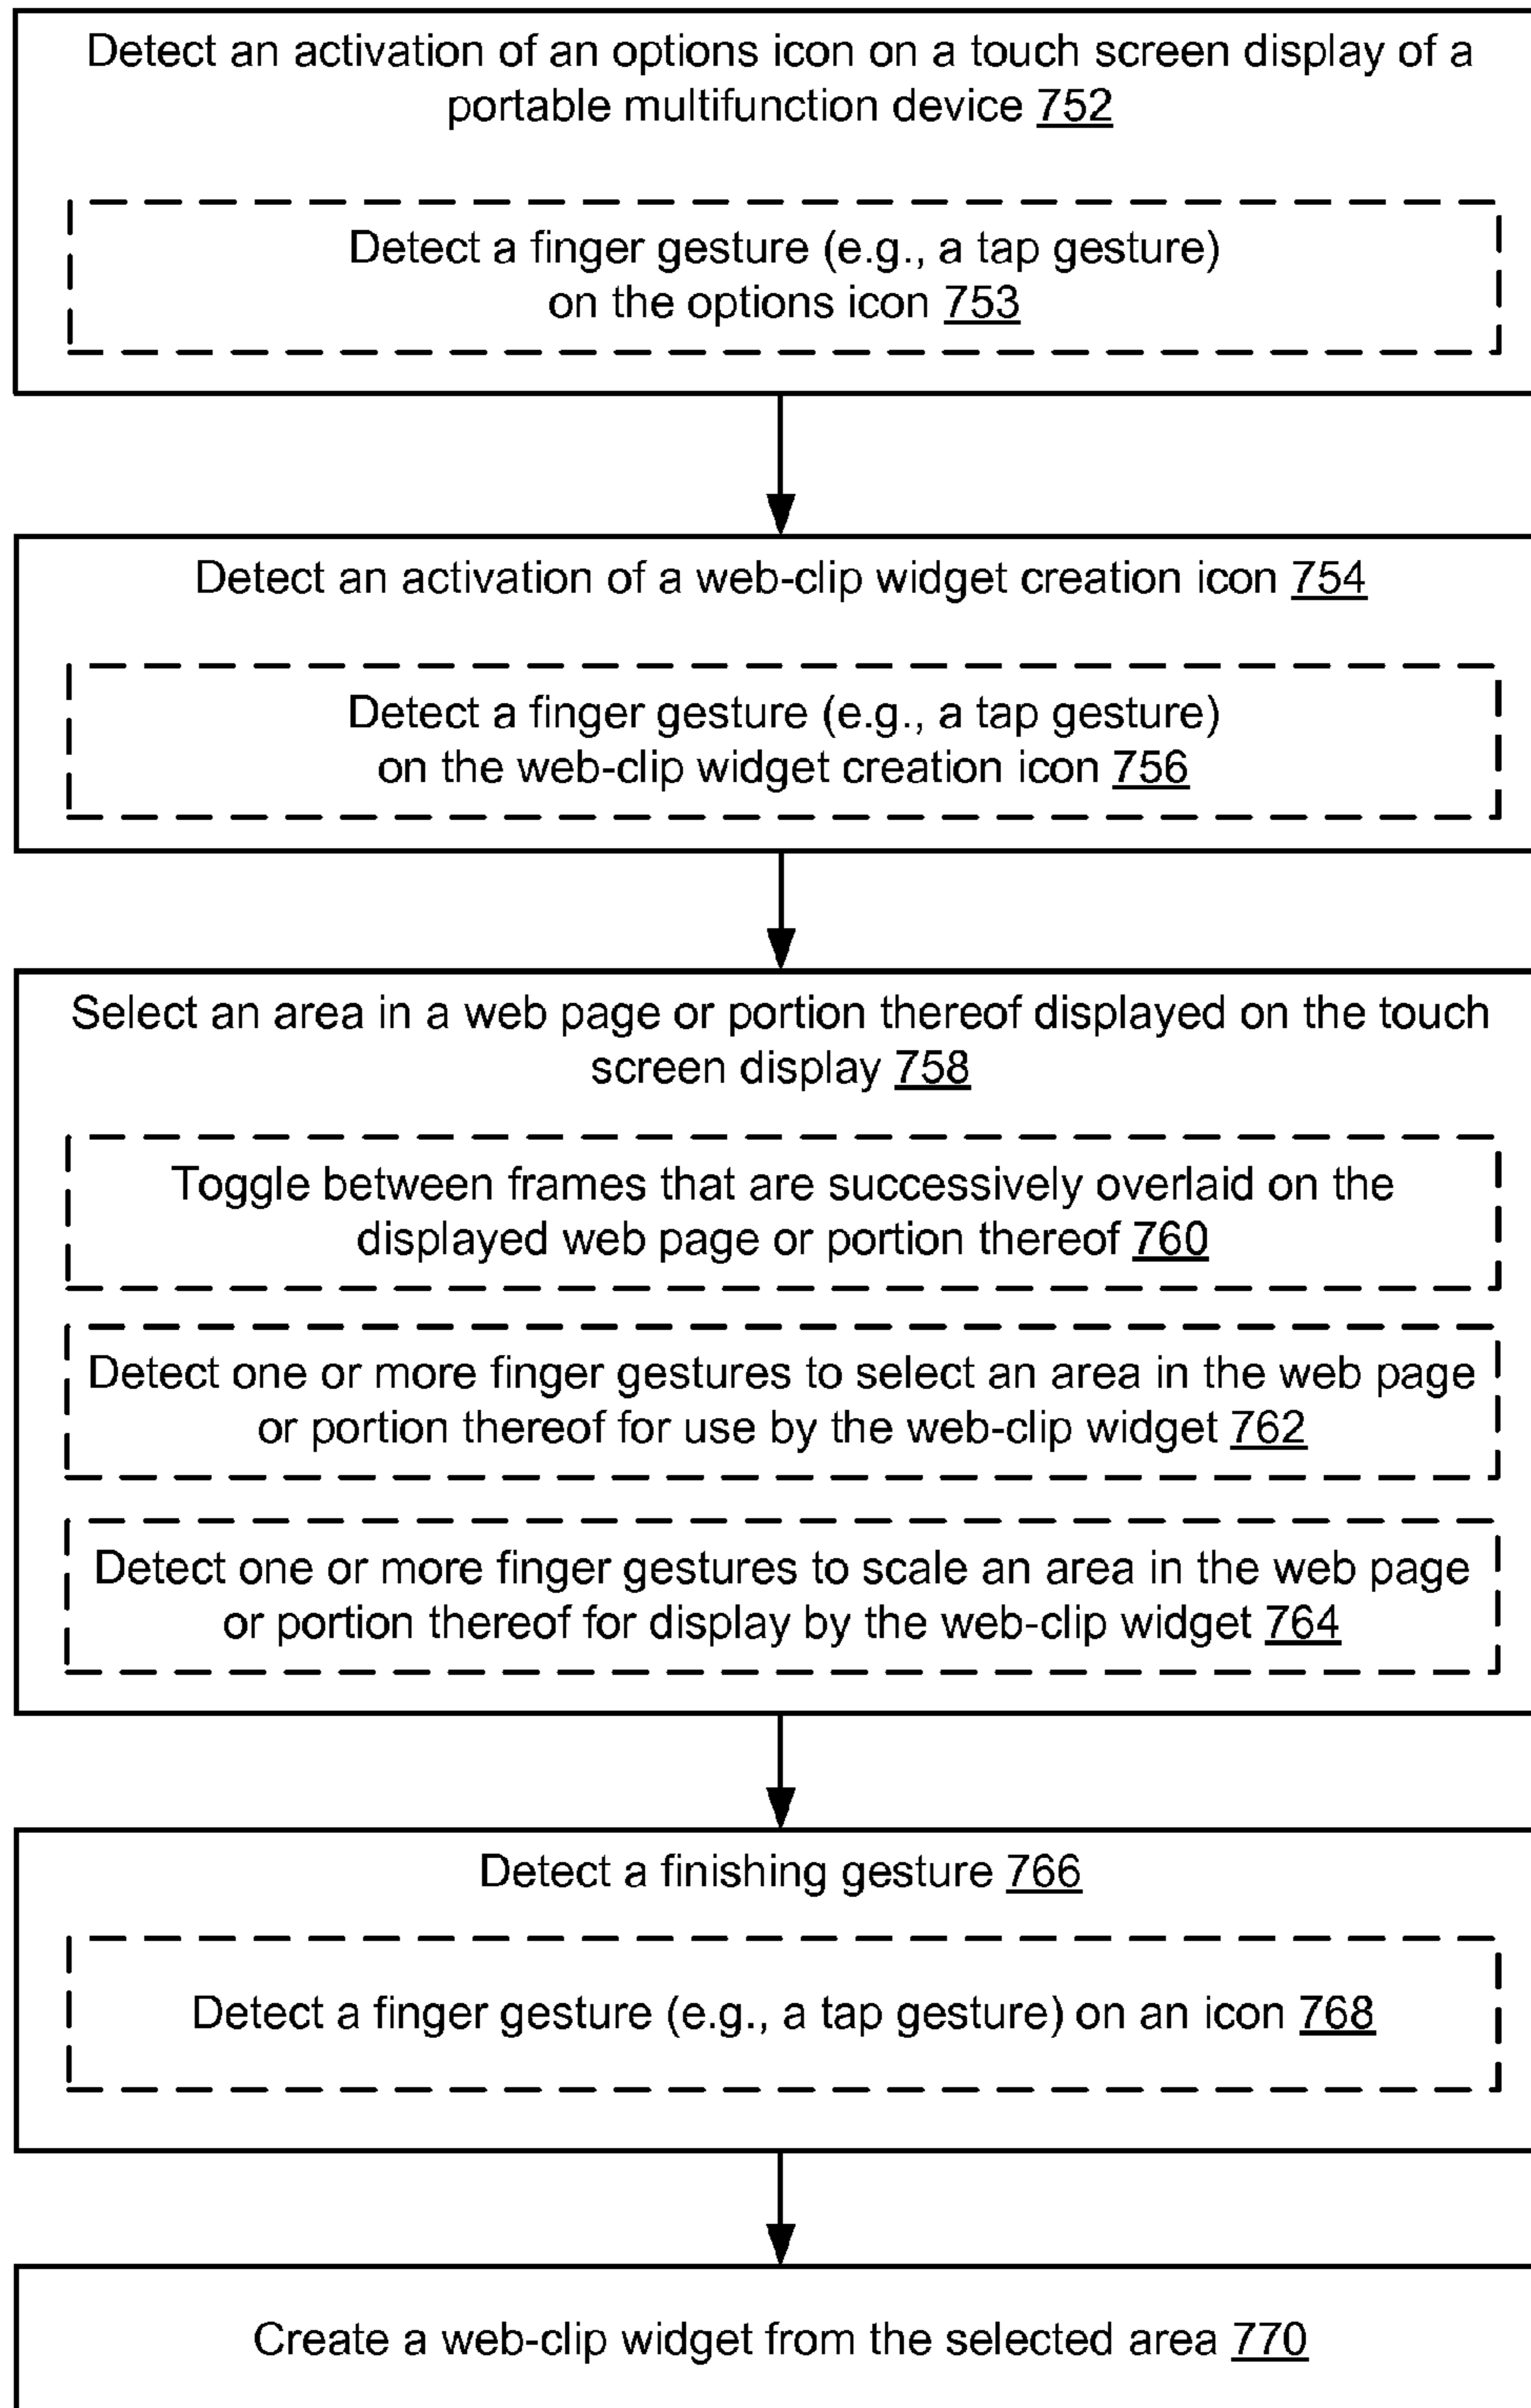 Detect an activation of an options icon on a touch screen display of a
portable multifunction device 752
Detect a finger gesture (e.g., a tap gesture)
on the options icon 753
Detect an activation of a web-clip widget creation icon 754
Detect a finger gesture (e.g., a tap gesture)
on the web-clip widget creation icon 756
Select an area in a web page or portion thereof displayed on the touch
screen display 758
Toggle between frames that are successively overlaid on the
displayed web page or portion thereof 760
Detect one or more finger gestures to select an area in the web page
or portion thereof for use by the web-clip widget 762
Detect one or more finger gestures to scale an area in the web page
or portion thereof for display by the web-clip widget 764
Detect a finishing gesture 766
Detect a finger gesture (e.g., a tap gesture) on an icon 768
Create a web-clip widget from the selected area 770